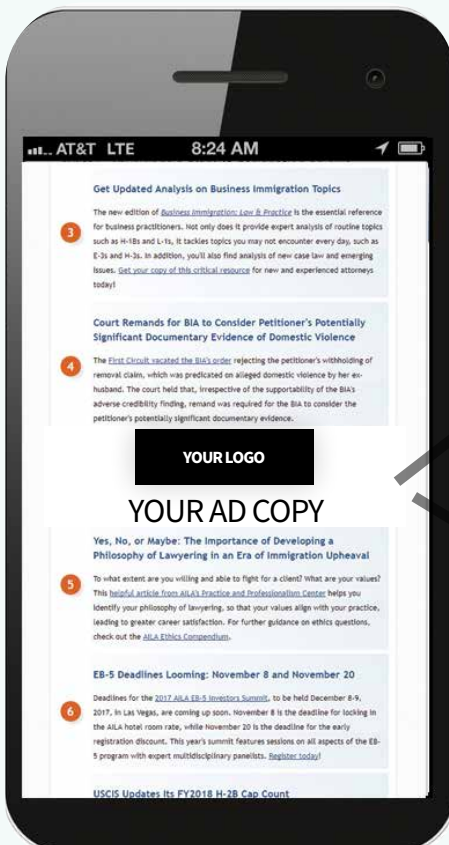 AT&T LTE 8:24 AM
Get Updated Analysis on Business Immigration Topics
3
The new edition of Business Immigration: Law & Practice is the essential reference
for business practitioners. Not only does it provide expert analysis of routine topics
such as H-1Bs and L-1s, it tackles topics you may not encounter every day, such as
E-3s and H-3s. In addition, you'll also find analysis of new case law and emerging
issues. Get your copy of this critical resource for new and experienced attorneys
today!
Court Remands for BIA to Consider Petitioner's Potentially
Significant Documentary Evidence of Domestic Violence
4
The First Circuit vacated the BIA's order rejecting the petitioner's withholding of
removal claim, which was predicated on alleged domestic violence by her ex-
husband. The court held that, irrespective of the supportability of the BIA's
adverse credibility finding, remand was required for the BIA to consider the
petitioner's potentially significant documentary evidence.
YOUR LOGO
YOUR AD COPY
Yes, No, or Maybe: The Importance of Developing a
Philosophy of Lawyering in an Era of Immigration Upheaval
5
To what extent are you willing and able to fight for a client? What are your values?
This helpful article from AILA's Practice and Professionalism Center helps you
identify your philosophy of lawyering, so that your values align with your practice,
leading to greater career satisfaction. For further guidance on ethics questions,
check out the AILA Ethics Compendium.
EB-5 Deadlines Looming: November 8 and November 20
6
Deadlines for the 2017 AILA EB-5 Investors Summit, to be held December 8-9,
2017, in Las Vegas, are coming up soon. November 8 is the deadline for locking in
the AILA hotel room rate, while November 20 is the deadline for the early
registration discount. This year's summit features sessions on all aspects of the EB-
5 program with expert multidisciplinary panelists. Register today!
USCIS Updates Its FY2018 H-2B Cap Count